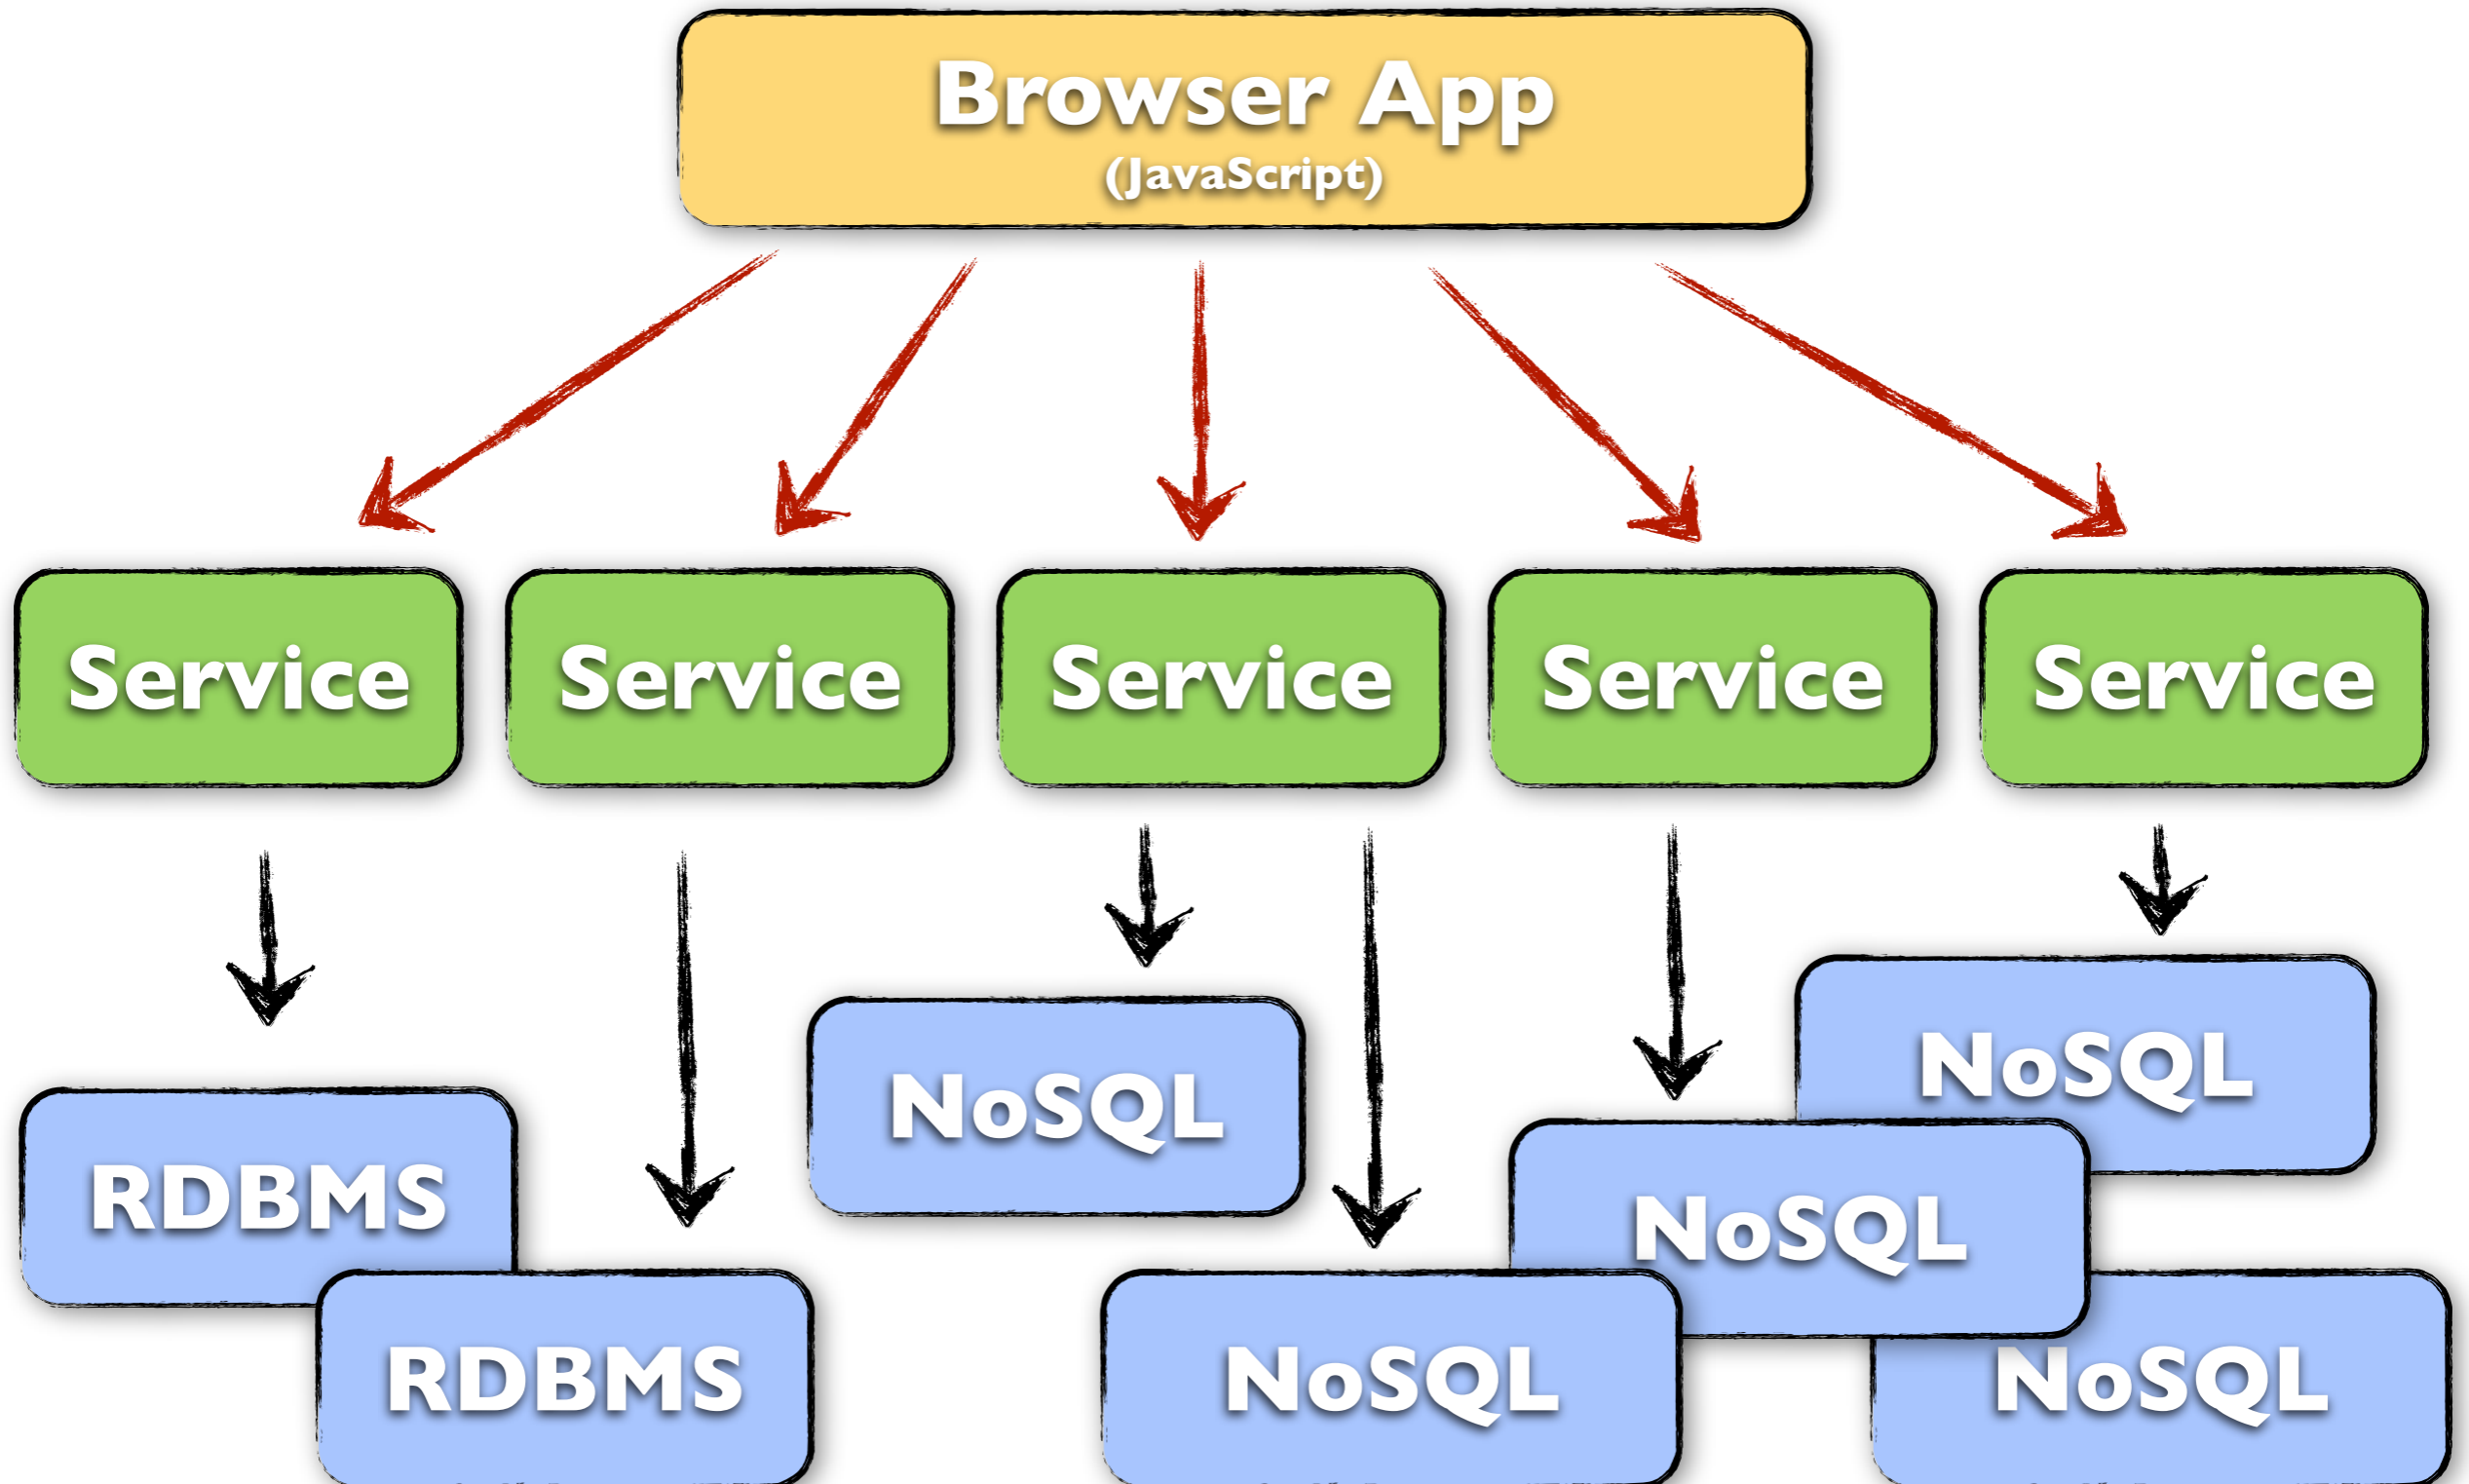 Browser App
(JavaScript)
Service
Service
Service
Service
Service
NoSQL
NoSQL
RDBMS
NoSQL
RDBMS
NoSQL
NoSQL